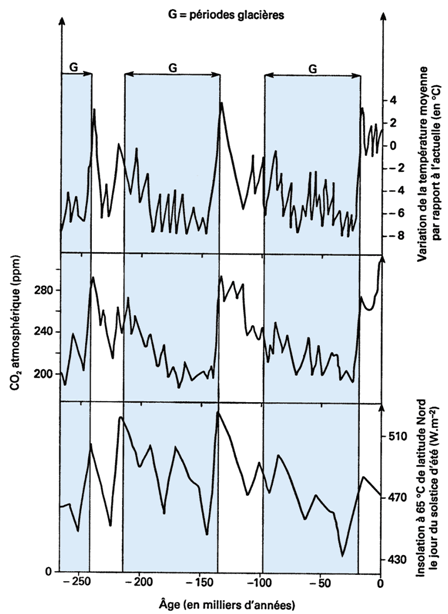 G = périodes glacières
G
G
G
4
2
0
2
4
6
8
Variation de la température moyenne
par rapport à l'actuelle (en °C)
280
240
200
CO2 atmosphérique (ppm)
510
470
430
Insolation à 65 °C de latitude Nord
le jour du solstice d'été (W.m-2)
0
- 250
- 200
- 150
- 100
- 50
0
Âge (en milliers d'années)